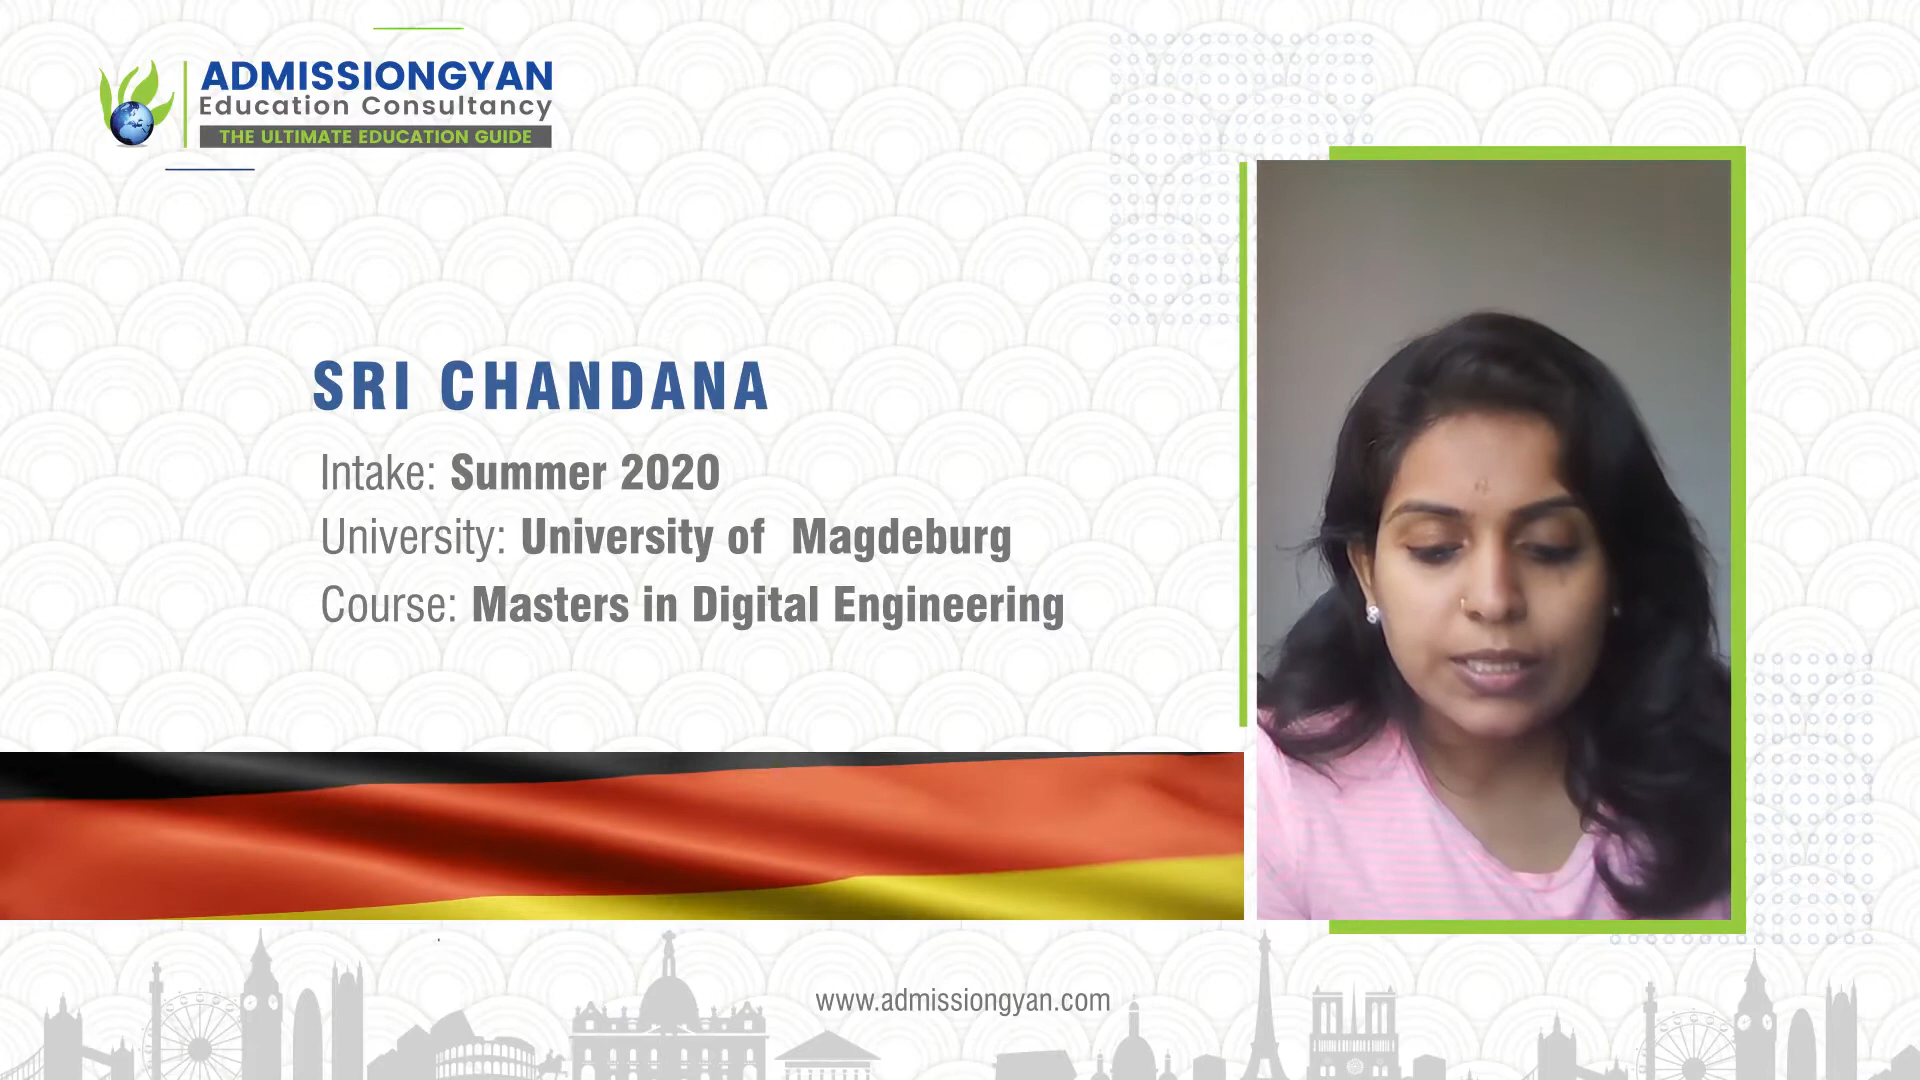 ADMISSIONGYAN
Education Consultancy
THE ULTIMATE EDUCATION GUIDE
SRI CHANDANA
Intake: Summer 2020
University: University of Magdeburg
Course: Masters in Digital Engineering
www.admissiongyan.com